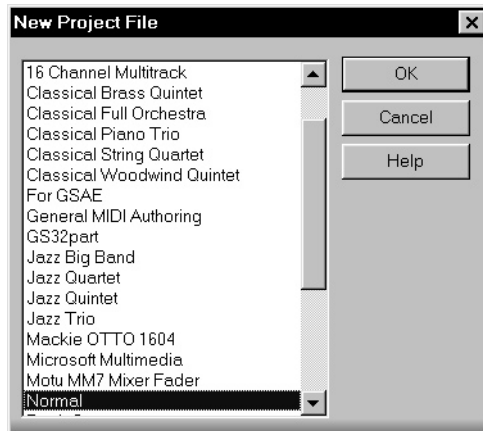 New Project File
16 Channel Multitrack
Classical Brass Quintet
Classical Full Orchestra
Classical Piano Trio
Classical String Quartet
Classical Woodwind Quintet
For GSAE
General MIDI Authoring
GS32part
Jazz Big Band
Jazz Quartet
Jazz Quintet
Jazz Trio
Mackie OTTO 1604
Microsoft Multimedia
Motu MM7 Mixer Fader
Normal
OK
Cancel
Help